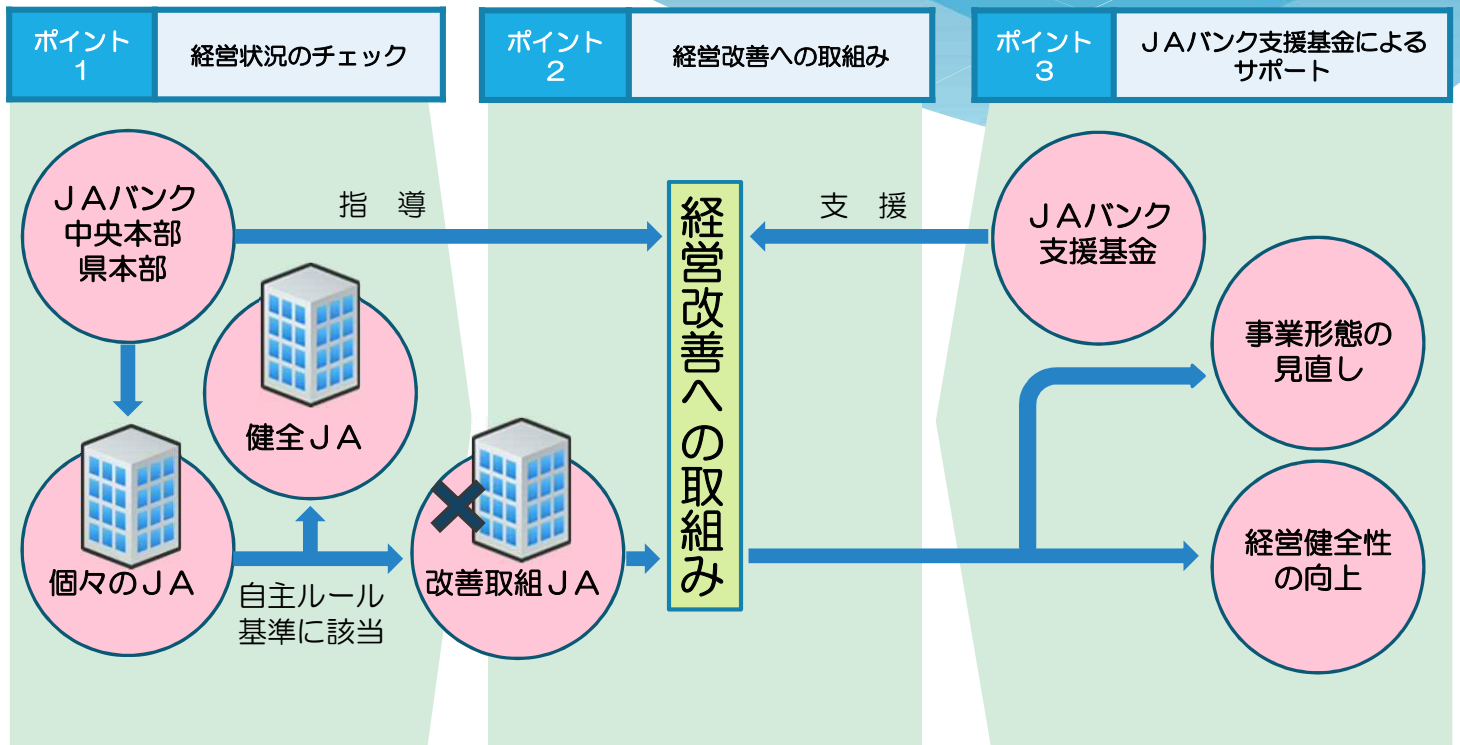 ポイント
1
経営状況のチェック
ポイント
2
経営改善への取組み
ポイント
3
ＪＡバンク支援基金による
サポート
ＪＡバンク
中央本部
県本部
指　導
経営改善への取組み
支　援
ＪＡバンク
支援基金
健全ＪＡ
事業形態の
見直し
個々のＪＡ
自主ルール
基準に該当
改善取組ＪＡ
経営健全性
の向上